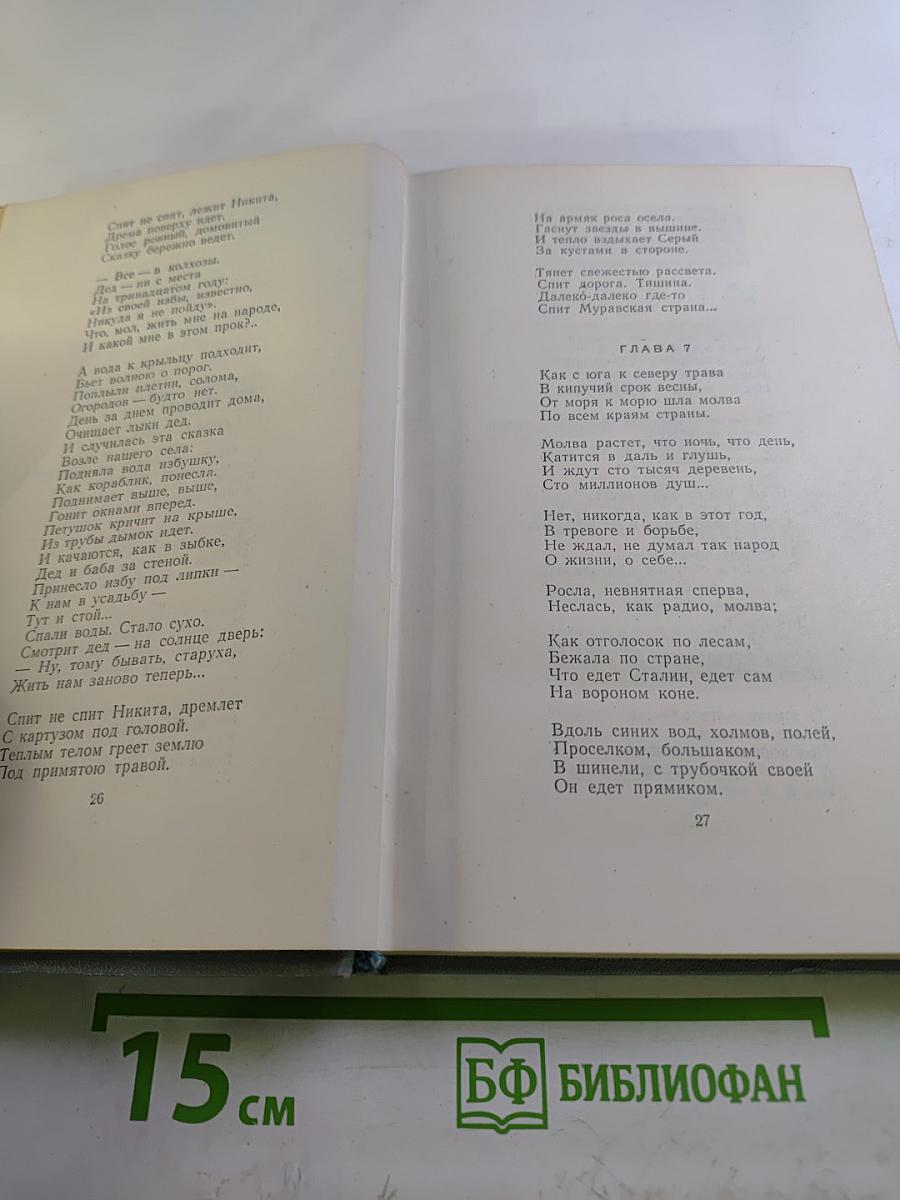 Спит не спит, лежит Никита,
Дрема поверху идет.
Голос ровный, домовитый
Сказку бережно ведет.
— Все — в колхозы.
Дед — ни с места
На тринадцатом году:
«Из своей избы, известно,
Никуда я не пойду».
Что, мол, жить мне на народе,
И какой мне в этом прок?..
А вода к крыльцу подходит,
Бьет волною о порог.
Поплыли плетни, солома,
Огородов — будто нет.
День за днем проводит дома,
Очищает лыки дед.
И случилась эта сказка
Возле нашего села:
Подняла вода избушку,
Как кораблик, понесла.
Поднимает выше, выше,
Гонит окнами вперед.
Петушок кричит на крыше,
Из трубы дымок идет.
И качаются, как в зыбке,
Дед и баба за стеной.
Принесло избу под липки —
К нам в усадьбу —
Тут и стой...
Спали воды. Стало сухо.
Смотрит дед — на солнце дверь:
— Ну, тому бывать, старуха,
Жить нам заново теперь...
Спит не спит Никита, дремлет
С картузом под головой.
Теплым телом греет землю
Под примятою травой.
26
На армяк роса осела.
Гаснут звезды в вышине.
И тепло вздыхает Серый
За кустами в стороне.
Тянет свежестью рассвета.
Спит дорога. Тишина.
Далеко́-далеко где-то
Спит Муравская страна...
ГЛАВА 7
Как с юга к северу трава
В кипучий срок весны,
От моря к морю шла молва
По всем краям страны.
Молва растет, что ночь, что день,
Катится в даль и глушь,
И ждут сто тысяч деревень,
Сто миллионов душ...
Нет, никогда, как в этот год,
В тревоге и борьбе,
Не ждал, не думал так народ
О жизни, о себе...
Росла, невнятная сперва,
Неслась, как радио, молва;
Как отголосок по лесам,
Бежала по стране,
Что едет Сталин, едет сам
На вороном коне.
Вдоль синих вод, холмов, полей,
Проселком, большаком,
В шинели, с трубочкой своей
Он едет прямиком.
27
15 см
БФ БИБЛИОФАН